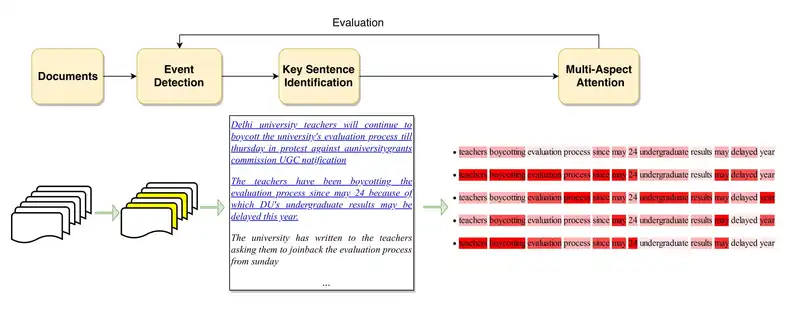 Evaluation
Documents
Event
Detection
Key Sentence
Identification
Multi-Aspect
Attention
Delhi university teachers will continue to
boycott the university's evaluation process till
thursday in protest against auniversitygrants
commission UGC notification
The teachers have been boycotting the
evaluation process since may 24 because of
which DU's undergraduate results may be
delayed this year.
The university has written to the teachers
asking them to joinback the evaluation process
from sunday
...
• teachers boycotting evaluation process since may 24 undergraduate results may delayed year
• teachers boycotting evaluation process since may 24 undergraduate results may delayed year
• teachers boycotting evaluation process since may 24 undergraduate results may delayed year
• teachers boycotting evaluation process since may 24 undergraduate results may delayed year
• teachers boycotting evaluation process since may 24 undergraduate results may delayed year